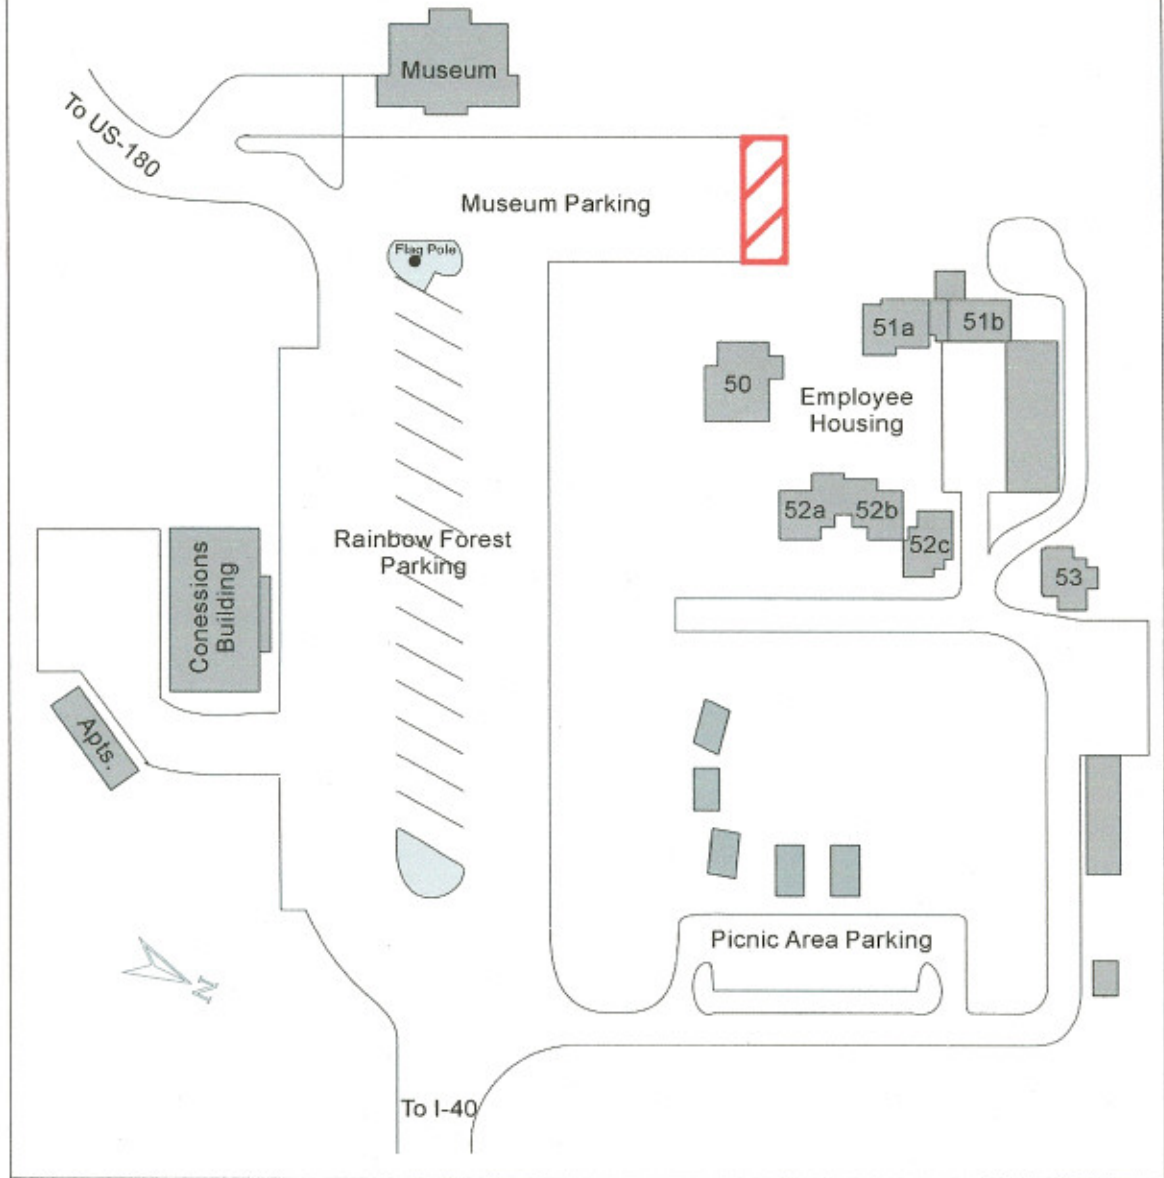 Museum
To US-180
Museum Parking
Flag Pole
51a
51b
50
Employee
Housing
52a
52b
52c
Rainbow Forest
Parking
53
Conessions
Building
Apts.
Picnic Area Parking
N
To I-40